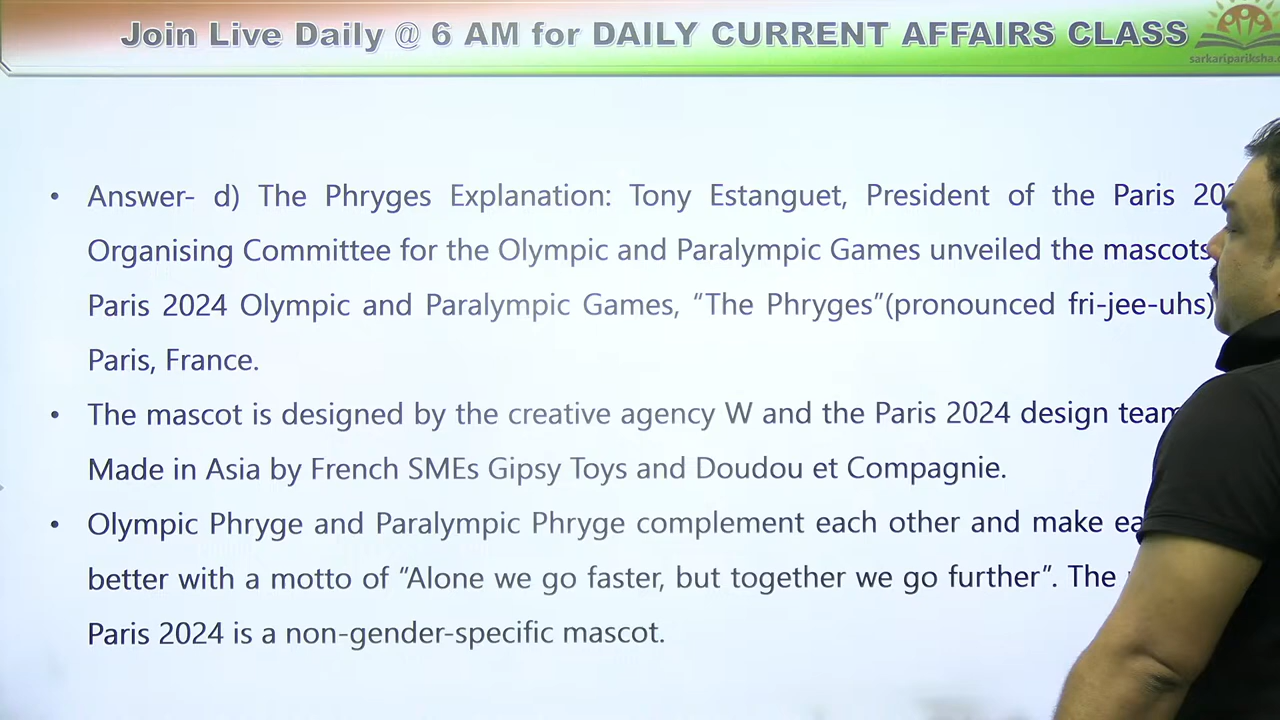 Join Live Daily @ 6 AM for DAILY CURRENT AFFAIRS CLASS
• Answer- d) The Phryges Explanation: Tony Estanguet, President of the Paris
Organising Committee for the Olympic and Paralympic Games unveiled the mascots
Paris 2024 Olympic and Paralympic Games, “The Phryges”(pronounced fri-jee-uhs)
Paris, France.
• The mascot is designed by the creative agency W and the Paris 2024 design team
Made in Asia by French SMEs Gipsy Toys and Doudou et Compagnie.
• Olympic Phryge and Paralympic Phryge complement each other and make
better with a motto of “Alone we go faster, but together we go further”. The
Paris 2024 is a non-gender-specific mascot.